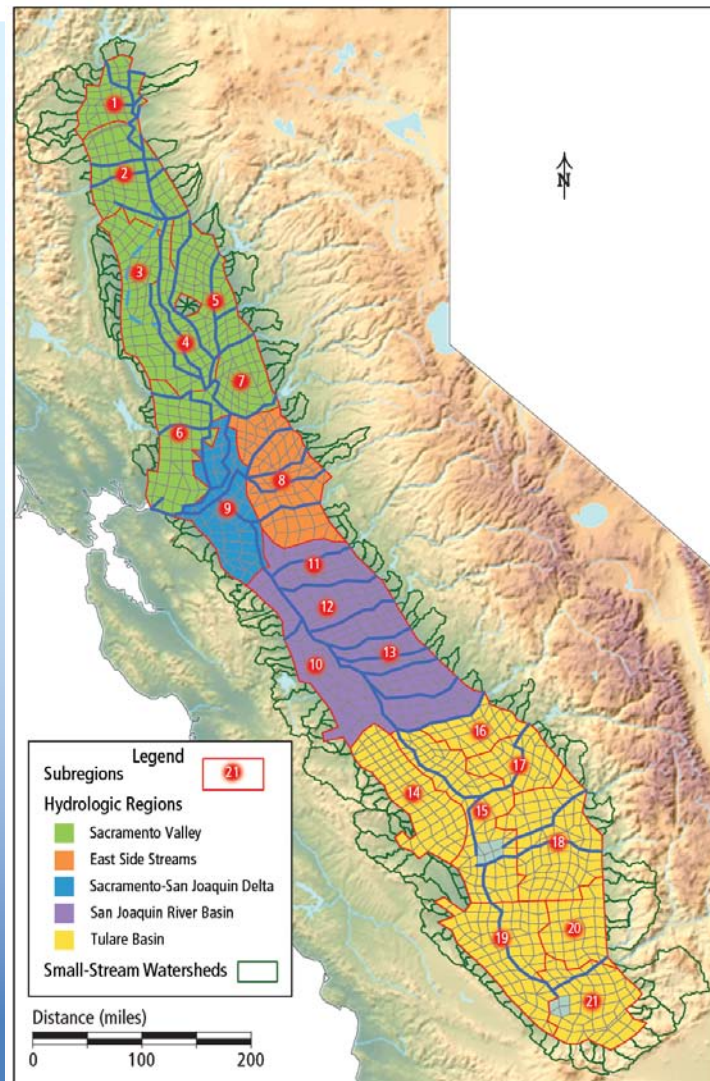 1
N
2
3
5
4
7
6
8
9
11
12
10
13
16
17
14
15
18
19
20
21
Legend
Subregions 21
Hydrologic Regions
Sacramento Valley
East Side Streams
Sacramento-San Joaquin Delta
San Joaquin River Basin
Tulare Basin
Small-Stream Watersheds
Distance (miles)
0 100 200